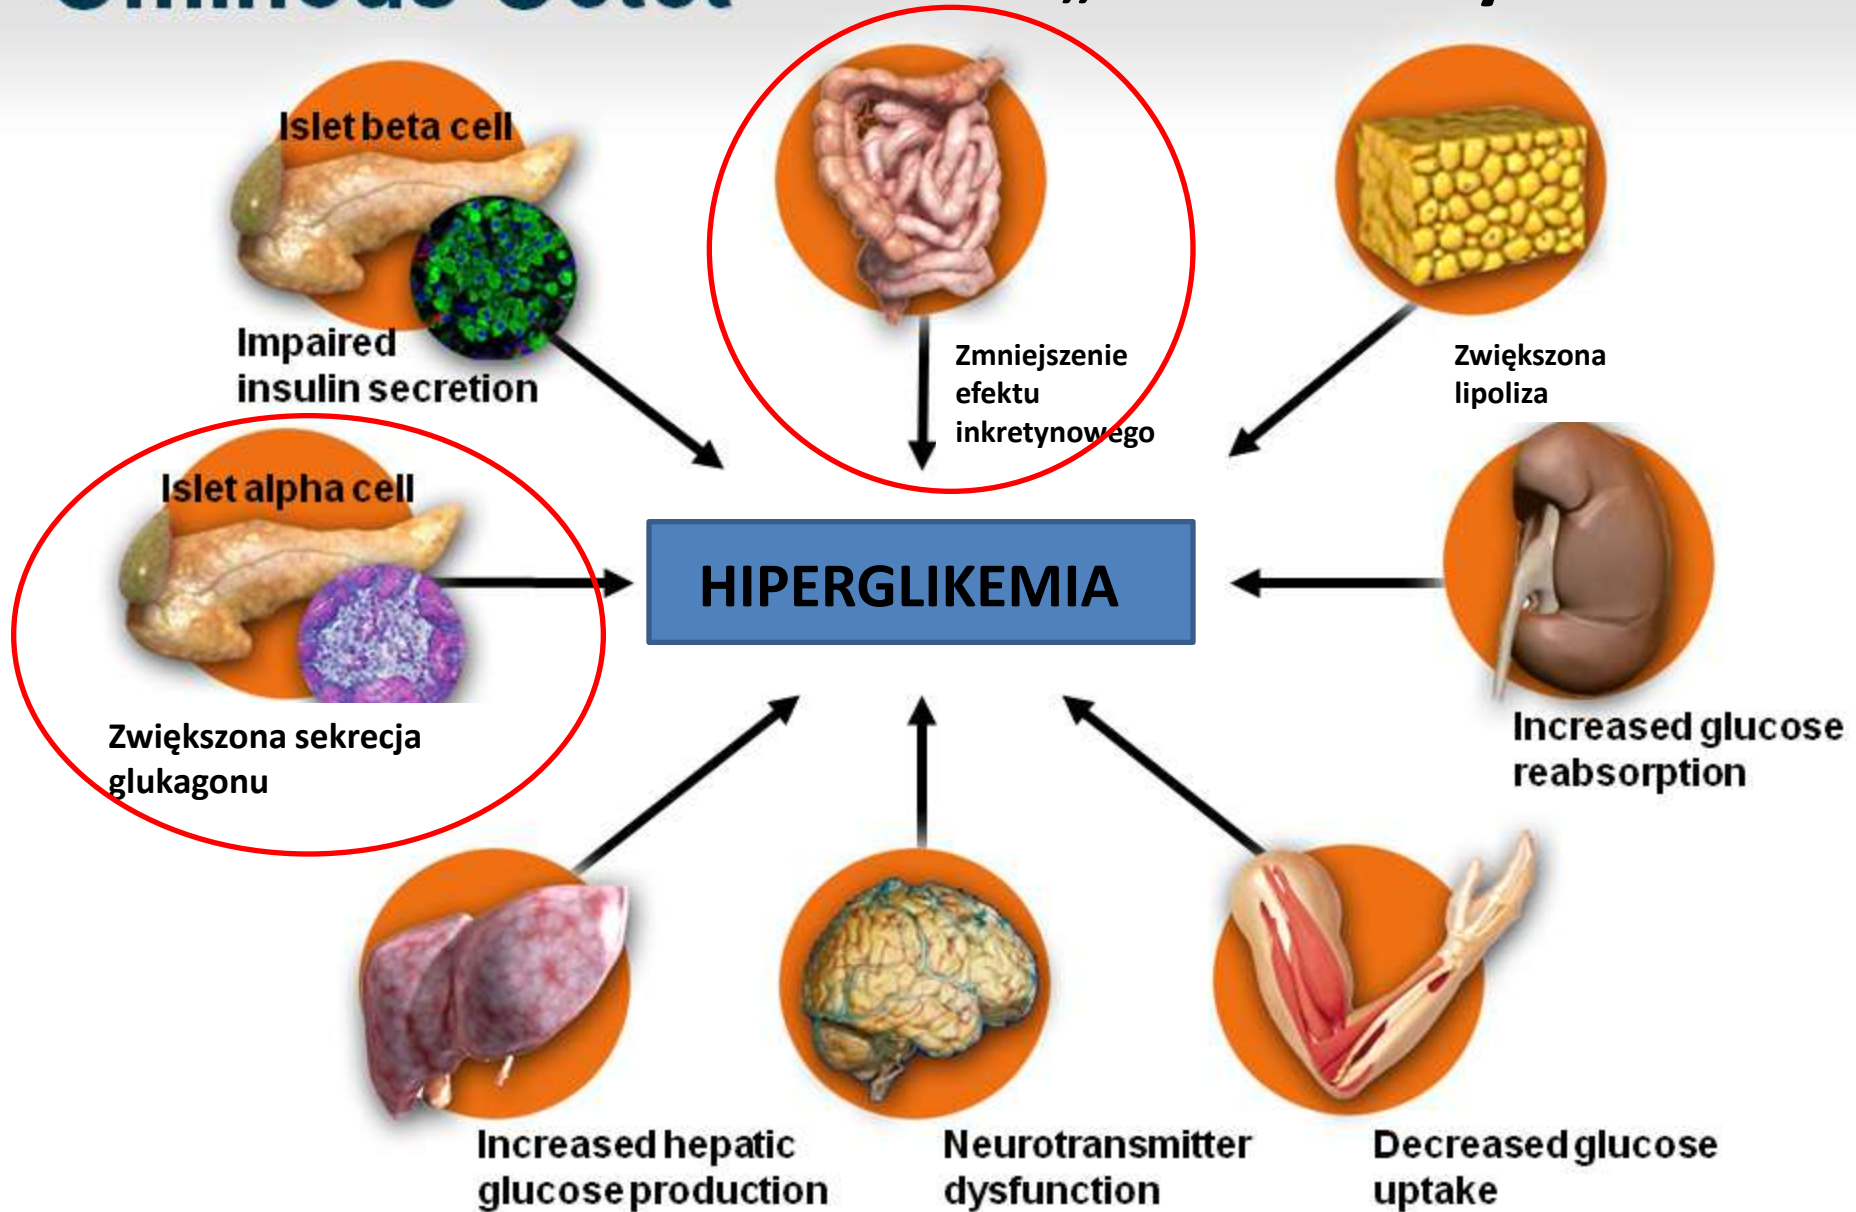 Islet beta cell
Impaired
insulin secretion
Zmniejszenie
efektu
inkretynowego
Zwiększona
lipoliza
Islet alpha cell
HIPERGLIKEMIA
Zwiększona sekrecja
glukagonu
Increased glucose
reabsorption
Increased hepatic
glucose production
Neurotransmitter
dysfunction
Decreased glucose
uptake